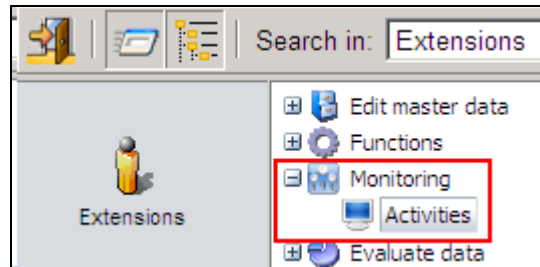 Search in: Extensions
Edit master data
Functions
Monitoring
Extensions
Activities
Evaluate data